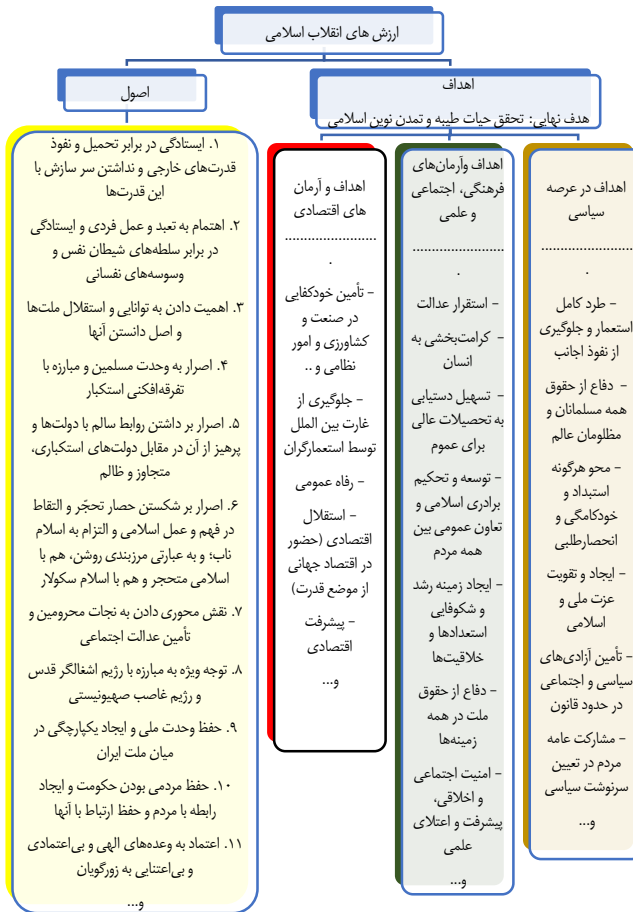 ارزش های انقلاب اسلامی
اهداف
هدف نهایی: تحقق حیات طیبه و تمدن نوین اسلامی
اهداف در عرصه
سیاسی
......................
.
- طرد کامل
استعمار و جلوگیری
از نفوذ اجانب
- دفاع از حقوق
همه مسلمانان و
مظلومان عالم
- محو هرگونه
استبداد و
خودکامگی و
انحصارطلبی
- ایجاد و تقویت
عزت ملی و
اسلامی
- تأمین آزادی‌های
سیاسی و اجتماعی
در حدود قانون
- مشارکت عامه
مردم در تعیین
سرنوشت سیاسی
و...
اهداف وآرمان‌های
فرهنگی، اجتماعی
و علمی
......................
.
- استقرار عدالت
- کرامت‌بخشی به
انسان
- تسهیل دستیابی
به تحصیلات عالی
برای عموم
- توسعه و تحکیم
برادری اسلامی و
تعاون عمومی بین
همه مردم
- ایجاد زمینه رشد
و شکوفایی
استعدادها و
خلاقیت‌ها
- دفاع از حقوق
ملت در همه
زمینه‌ها
- امنیت اجتماعی
و اخلاقی،
پیشرفت و اعتلای
علمی
و...
اهداف و آرمان
های اقتصادی
......................
.
- تأمین خودکفایی
در صنعت و
کشاورزی و امور
نظامی و ..
- جلوگیری از
غارت بین الملل
توسط استعمارگران
- رفاه عمومی
- استقلال
اقتصادی (حضور
در اقتصاد جهانی
از موضع قدرت)
- پیشرفت
اقتصادی
و...
اصول
۱. ایستادگی در برابر تحمیل و نفوذ
قدرت‌های خارجی و نداشتن سر سازش با
این قدرت‌ها
۲. اهتمام به تعبد و عمل فردی و ایستادگی
در برابر سلطه‌های شیطان نفس و
وسوسه‌های نفسانی
۳. اهمیت دادن به توانایی و استقلال ملت‌ها
و اصل دانستن آنها
۴. اصرار به وحدت مسلمین و مبارزه با
تفرقه‌افکنی استکبار
۵. اصرار بر داشتن روابط سالم با دولت‌ها و
پرهیز از آن در مقابل دولت‌های استکباری،
متجاوز و ظالم
۶. اصرار بر شکستن حصار تحجّر و التقاط
در فهم و عمل اسلامی و التزام به اسلام
ناب؛ و به عبارتی مرزبندی روشن، هم با
اسلامی متحجر و هم با اسلام سکولار
۷. نقش محوری دادن به نجات محرومین و
تأمین عدالت اجتماعی
۸. توجه ویژه به مبارزه با رژیم اشغالگر قدس
و رژیم غاصب صهیونیستی
۹. حفظ وحدت ملی و ایجاد یکپارچگی در
میان ملت ایران
۱۰. حفظ مردمی بودن حکومت و ایجاد
رابطه با مردم و حفظ ارتباط با آنها
۱۱. اعتماد به وعده‌های الهی و بی‌اعتمادی
و بی‌اعتنایی به زورگویان
و...